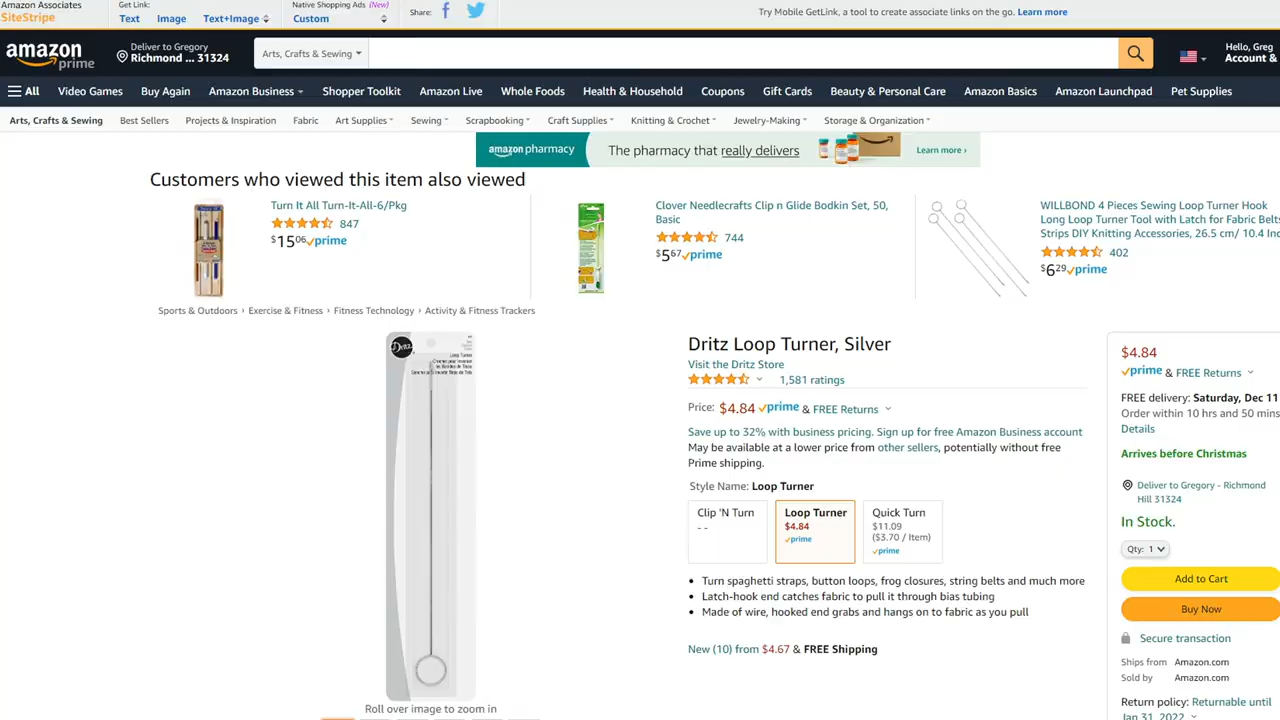 Amazon Associates
SiteStripe
Get Link:
Text Image Text+Image
Native Shopping Ads (New)
Custom
Share:
Try Mobile GetLink, a tool to create associate links on the go. Learn more
amazon prime
Deliver to Gregory
Richmond ... 31324
Arts, Crafts & Sewing
Hello, Greg
Account &
All Video Games Buy Again Amazon Business Shopper Toolkit Amazon Live Whole Foods Health & Household Coupons Gift Cards Beauty & Personal Care Amazon Basics Amazon Launchpad Pet Supplies
Arts, Crafts & Sewing Best Sellers Projects & Inspiration Fabric Art Supplies Sewing Scrapbooking Craft Supplies Knitting & Crochet Jewelry-Making Storage & Organization
amazon pharmacy The pharmacy that really delivers Learn more ›
Customers who viewed this item also viewed
Turn It All Turn-It-All-6/Pkg
847
$15.06 prime
Clover Needlecrafts Clip n Glide Bodkin Set, 50,
Basic
744
$5.67 prime
WILLBOND 4 Pieces Sewing Loop Turner Hook
Long Loop Turner Tool with Latch for Fabric Belts
Strips DIY Knitting Accessories, 26.5 cm/ 10.4 Inc
402
$6.29 prime
Sports & Outdoors › Exercise & Fitness › Fitness Technology › Activity & Fitness Trackers
Dritz
Loop Turner
Roll over image to zoom in
Dritz Loop Turner, Silver
Visit the Dritz Store
1,581 ratings
Price: $4.84 prime & FREE Returns
Save up to 32% with business pricing. Sign up for free Amazon Business account
May be available at a lower price from other sellers, potentially without free
Prime shipping.
Style Name: Loop Turner
Clip 'N Turn
- -
Loop Turner
$4.84
prime
Quick Turn
$11.09
($3.70 / Item)
prime
• Turn spaghetti straps, button loops, frog closures, string belts and much more
• Latch-hook end catches fabric to pull it through bias tubing
• Made of wire, hooked end grabs and hangs on to fabric as you pull
New (10) from $4.67 & FREE Shipping
$4.84
prime & FREE Returns
FREE delivery: Saturday, Dec 11
Order within 10 hrs and 50 mins
Details
Arrives before Christmas
Deliver to Gregory - Richmond
Hill 31324
In Stock.
Qty: 1
Add to Cart
Buy Now
Secure transaction
Ships from Amazon.com
Sold by Amazon.com
Return policy: Returnable until
Jan 31, 2022